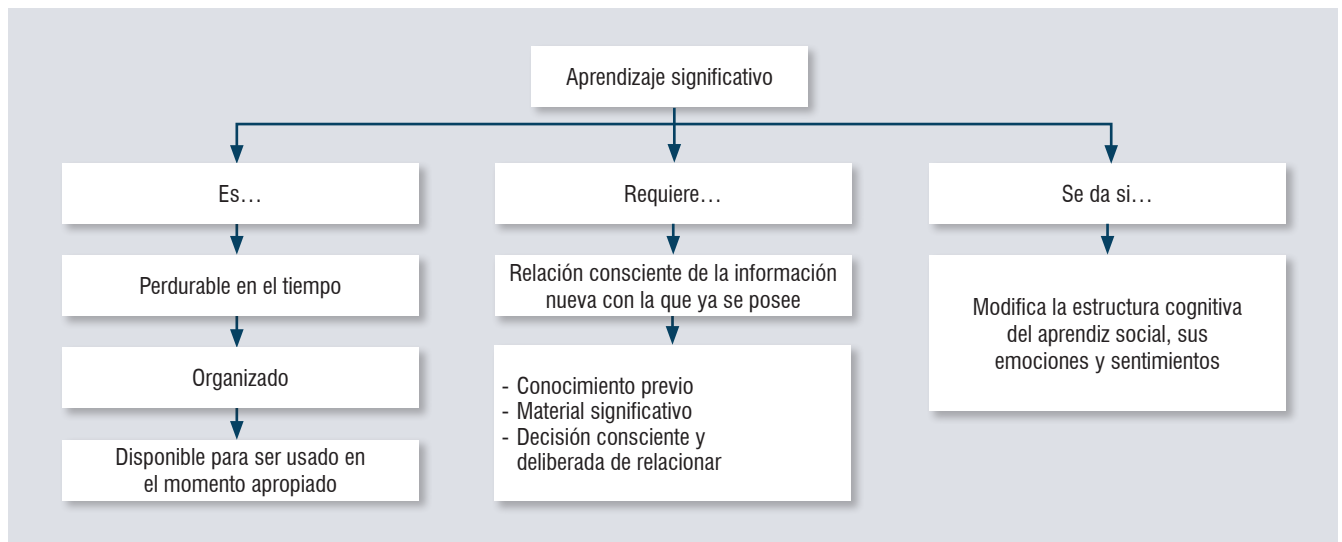 Aprendizaje significativo
Es…
Perdurable en el tiempo
Organizado
Disponible para ser usado en
el momento apropiado
Requiere…
Relación consciente de la información
nueva con la que ya se posee
- Conocimiento previo
- Material significativo
- Decisión consciente y
deliberada de relacionar
Se da si…
Modifica la estructura cognitiva
del aprendiz social, sus
emociones y sentimientos